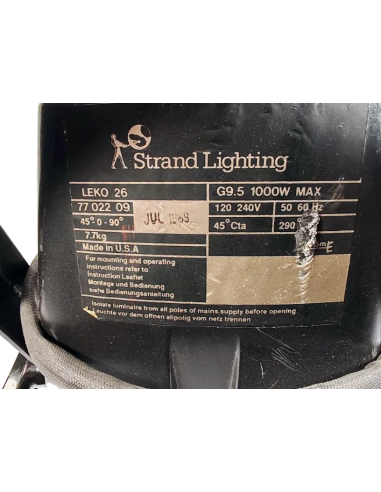 Strand Lighting
LEKO 26
G9.5 1000W MAX
77 022 09
120 240V
50 60 Hz
45° 0 - 90°
JUL 1989
45° Cta
290
7.7kg
Made in U.S.A
For mounting and operating
instructions refer to
Instruction Leaflet
Montage und Bedienung
siehe Bedienungsanleitung
Isolate luminaire from all poles of mains supply before opening
Leuchte vor dem öffnen allpolig vom netz trennen